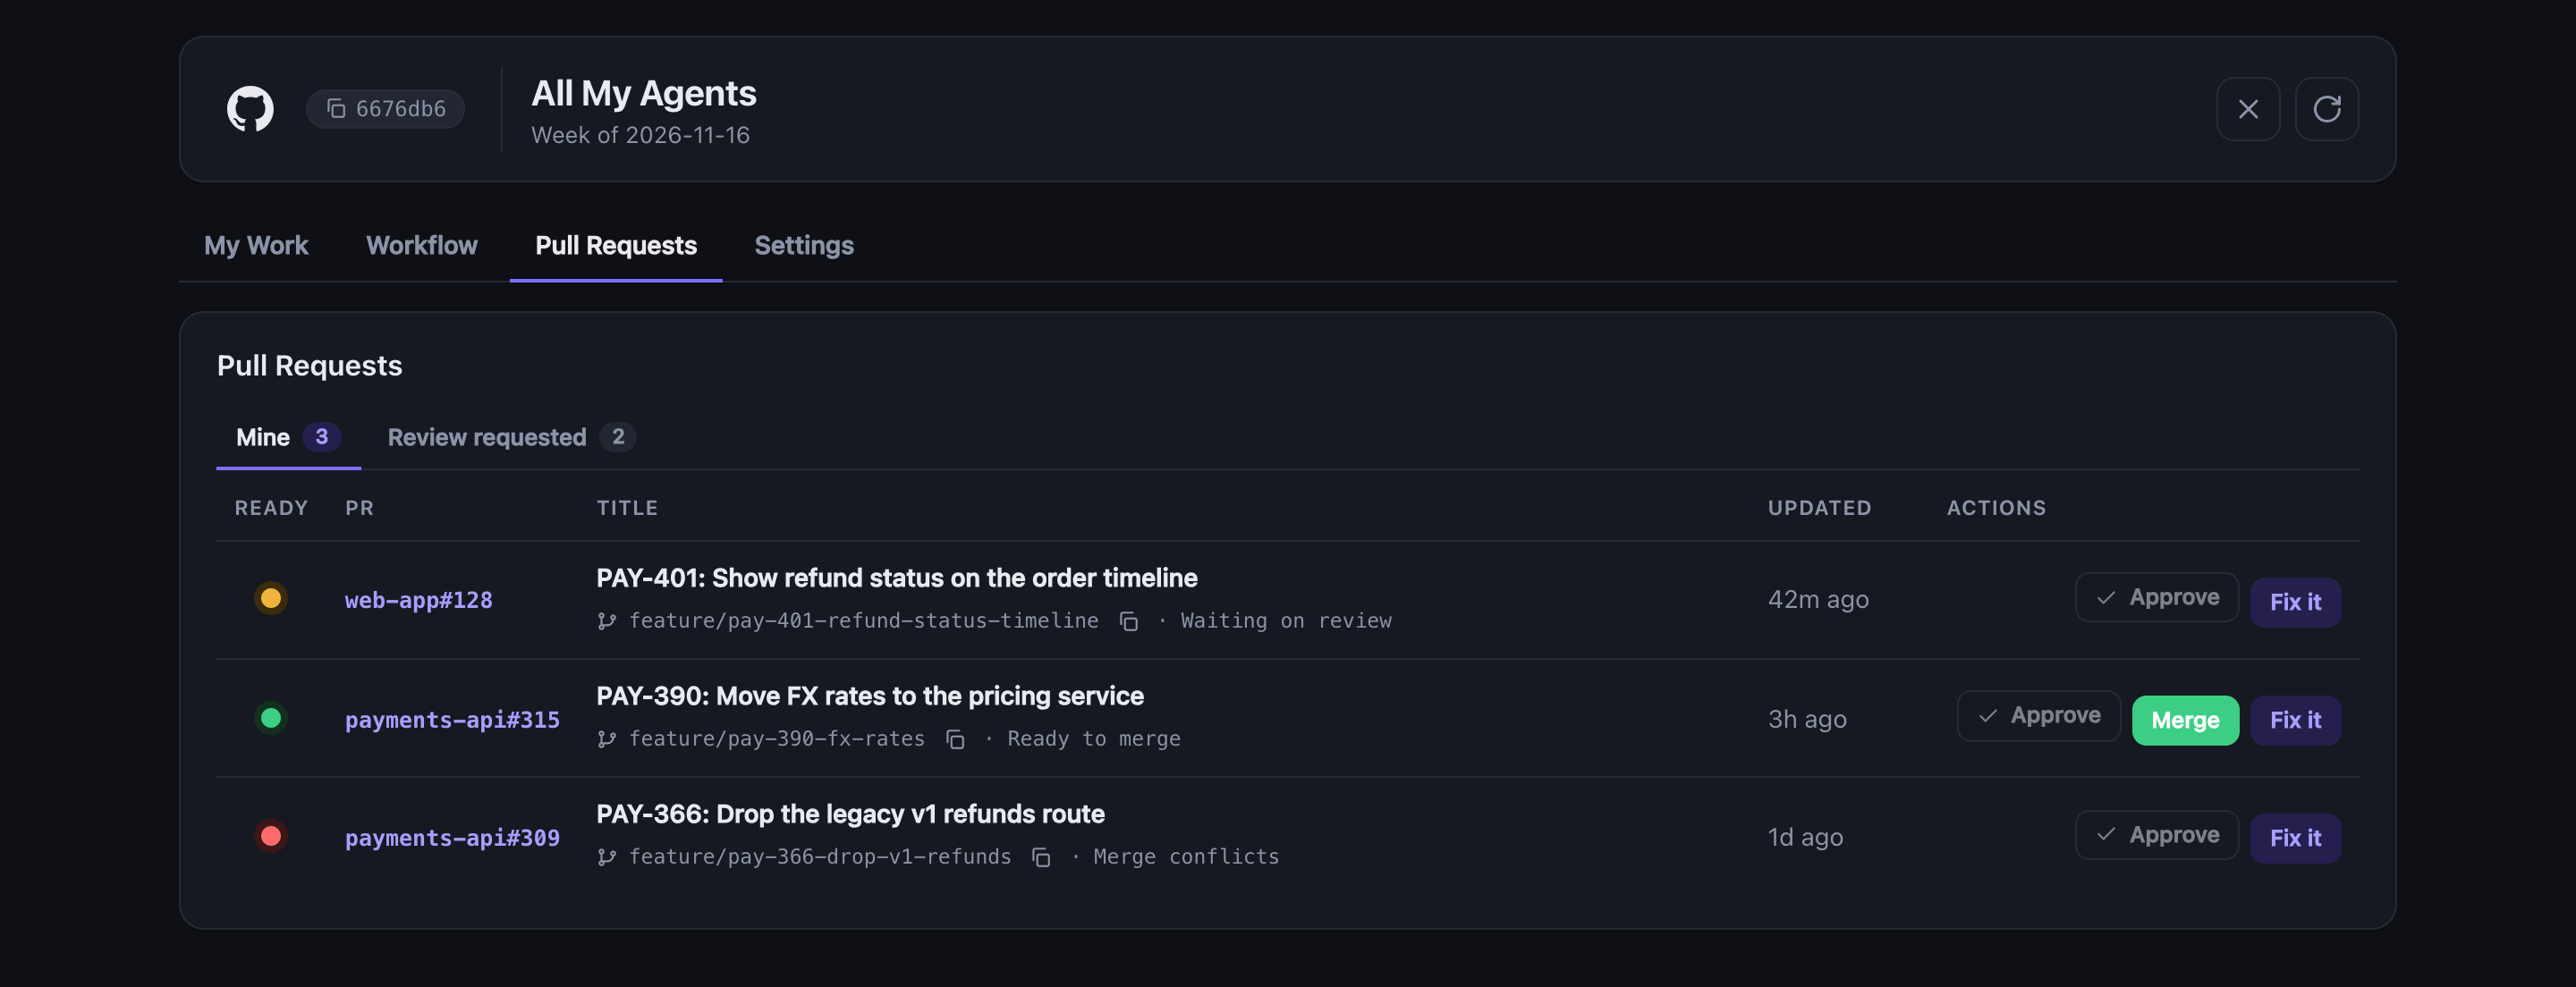 6676db6
All My Agents
Week of 2026-11-16
My Work
Workflow
Pull Requests
Settings
Pull Requests
Mine 3
Review requested 2
READY PR TITLE UPDATED ACTIONS
web-app#128
PAY-401: Show refund status on the order timeline
feature/pay-401-refund-status-timeline · Waiting on review
42m ago
Approve
Fix it
payments-api#315
PAY-390: Move FX rates to the pricing service
feature/pay-390-fx-rates · Ready to merge
3h ago
Approve
Merge
Fix it
payments-api#309
PAY-366: Drop the legacy v1 refunds route
feature/pay-366-drop-v1-refunds · Merge conflicts
1d ago
Approve
Fix it